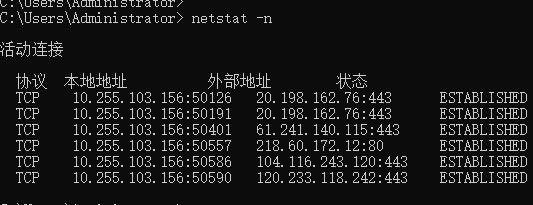 C:\Users\Administrator>
C:\Users\Administrator> netstat -n
活动连接
协议 本地地址 外部地址 状态
TCP 10.255.103.156:50126 20.198.162.76:443 ESTABLISHED
TCP 10.255.103.156:50191 20.198.162.76:443 ESTABLISHED
TCP 10.255.103.156:50401 61.241.140.115:443 ESTABLISHED
TCP 10.255.103.156:50557 218.60.172.12:80 ESTABLISHED
TCP 10.255.103.156:50586 104.116.243.120:443 ESTABLISHED
TCP 10.255.103.156:50590 120.233.118.242:443 ESTABLISHED